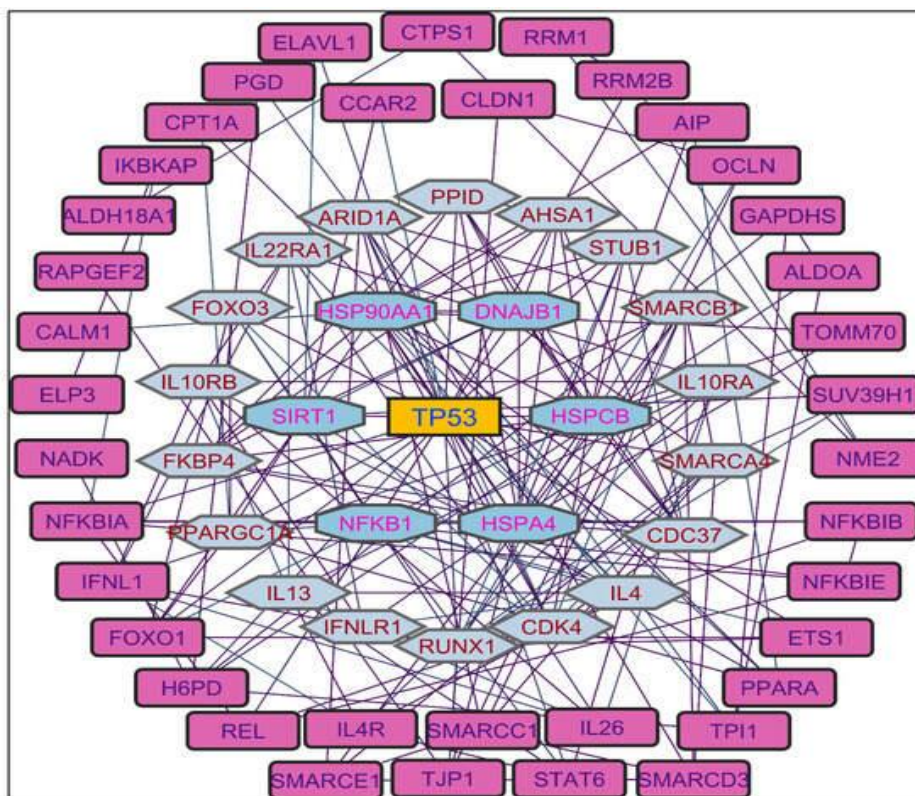 CTPS1
RRM1
ELAVL1
PGD
RRM2B
CCAR2
CLDN1
CPT1A
AIP
IKBKAP
OCLN
PPID
ALDH18A1
ARID1A
AHSA1
GAPDHS
IL22RA1
STUB1
RAPGEF2
ALDOA
FOXO3
HSP90AA1
DNAJB1
SMARCB1
CALM1
TOMM70
IL10RB
IL10RA
ELP3
SIRT1
TP53
HSPCB
SUV39H1
NADK
FKBP4
SMARCA4
NME2
NFKBIA
PPARGC1A
NFKB1
HSPA4
CDC37
NFKBIB
IFNL1
IL13
IL4
NFKBIE
FOXO1
IFNLR1
RUNX1
CDK4
ETS1
H6PD
PPARA
REL
IL4R
SMARCC1
IL26
TPI1
SMARCE1
TJP1
STAT6
SMARCD3